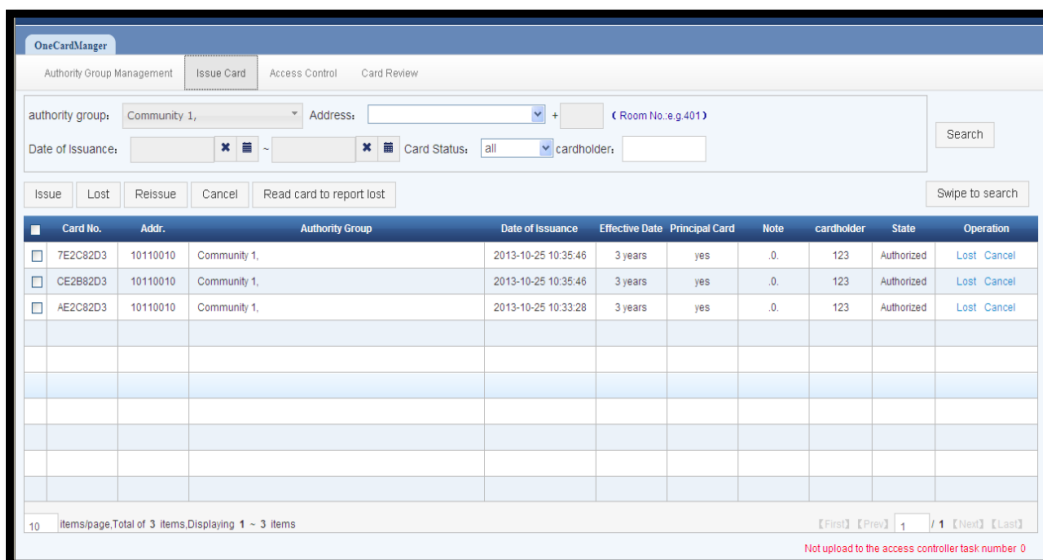 OneCardManger
Authority Group Management Issue Card Access Control Card Review
authority group: Community 1, Address: + ( Room No.:e.g.401 )
Search
Date of Issuance: ~ Card Status: all cardholder:
Issue Lost Reissue Cancel Read card to report lost Swipe to search
Card No. Addr. Authority Group Date of Issuance Effective Date Principal Card Note cardholder State Operation
7E2C82D3 10110010 Community 1, 2013-10-25 10:35:46 3 years yes .0. 123 Authorized Lost Cancel
CE2B82D3 10110010 Community 1, 2013-10-25 10:35:46 3 years yes .0. 123 Authorized Lost Cancel
AE2C82D3 10110010 Community 1, 2013-10-25 10:33:28 3 years yes .0. 123 Authorized Lost Cancel
10 items/page,Total of 3 items,Displaying 1 ~ 3 items 【First】【Prev】 1 / 1 【Next】【Last】
Not upload to the access controller task number 0